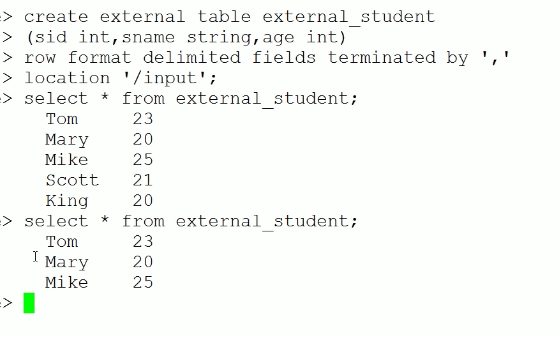 > create external table external_student
> (sid int,sname string,age int)
> row format delimited fields terminated by ','
> location '/input';
> select * from external_student;
Tom 23
Mary 20
Mike 25
Scott 21
King 20
> select * from external_student;
Tom 23
Mary 20
Mike 25
>